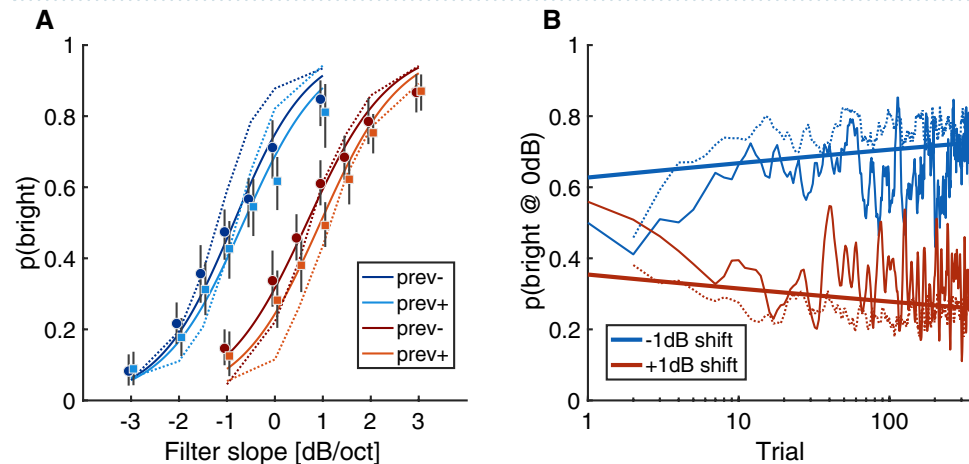 A
B
1
0.8
0.6
0.4
0.2
0
p(bright)
-3
-2
-1
0
1
2
3
Filter slope [dB/oct]
prev-
prev+
prev-
prev+
1
0.8
0.6
0.4
0.2
0
p(bright @ 0dB)
1
10
100
Trial
-1dB shift
+1dB shift